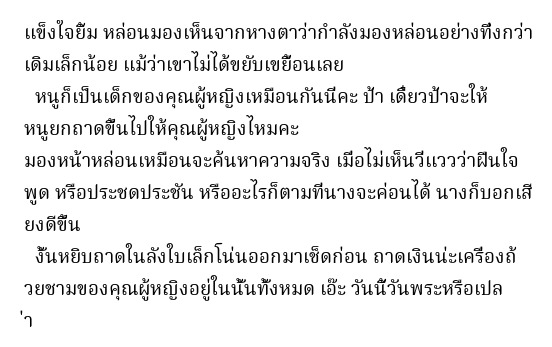 แข็งใจยิ้ม หล่อนมองเห็นจากหางตาว่ากำลังมองหล่อนอย่างทึ่งกว่า
เดิมเล็กน้อย แม้ว่าเขาไม่ได้ขยับเขยื้อนเลย
หนูก็เป็นเด็กของคุณผู้หญิงเหมือนกันนีคะ ป้า เดี๋ยวป้าจะให้
หนูยกถาดขึ้นไปให้คุณผู้หญิงไหมคะ
มองหน้าหล่อนเหมือนจะค้นหาความจริง เมื่อไม่เห็นวี่แววว่าฝืนใจ
พูด หรือประชดประชัน หรืออะไรก็ตามที่นางจะค่อนได้ นางก็บอกเสี
ยงดีขึ้น
งั้นหยิบถาดในลังใบเล็กโน่นออกมาเช็ดก่อน ถาดเงินน่ะเครื่องถ้
วยชามของคุณผู้หญิงอยู่ในนั้นทั้งหมด เอ๊ะ วันนี้วันพระหรือเปล
่า